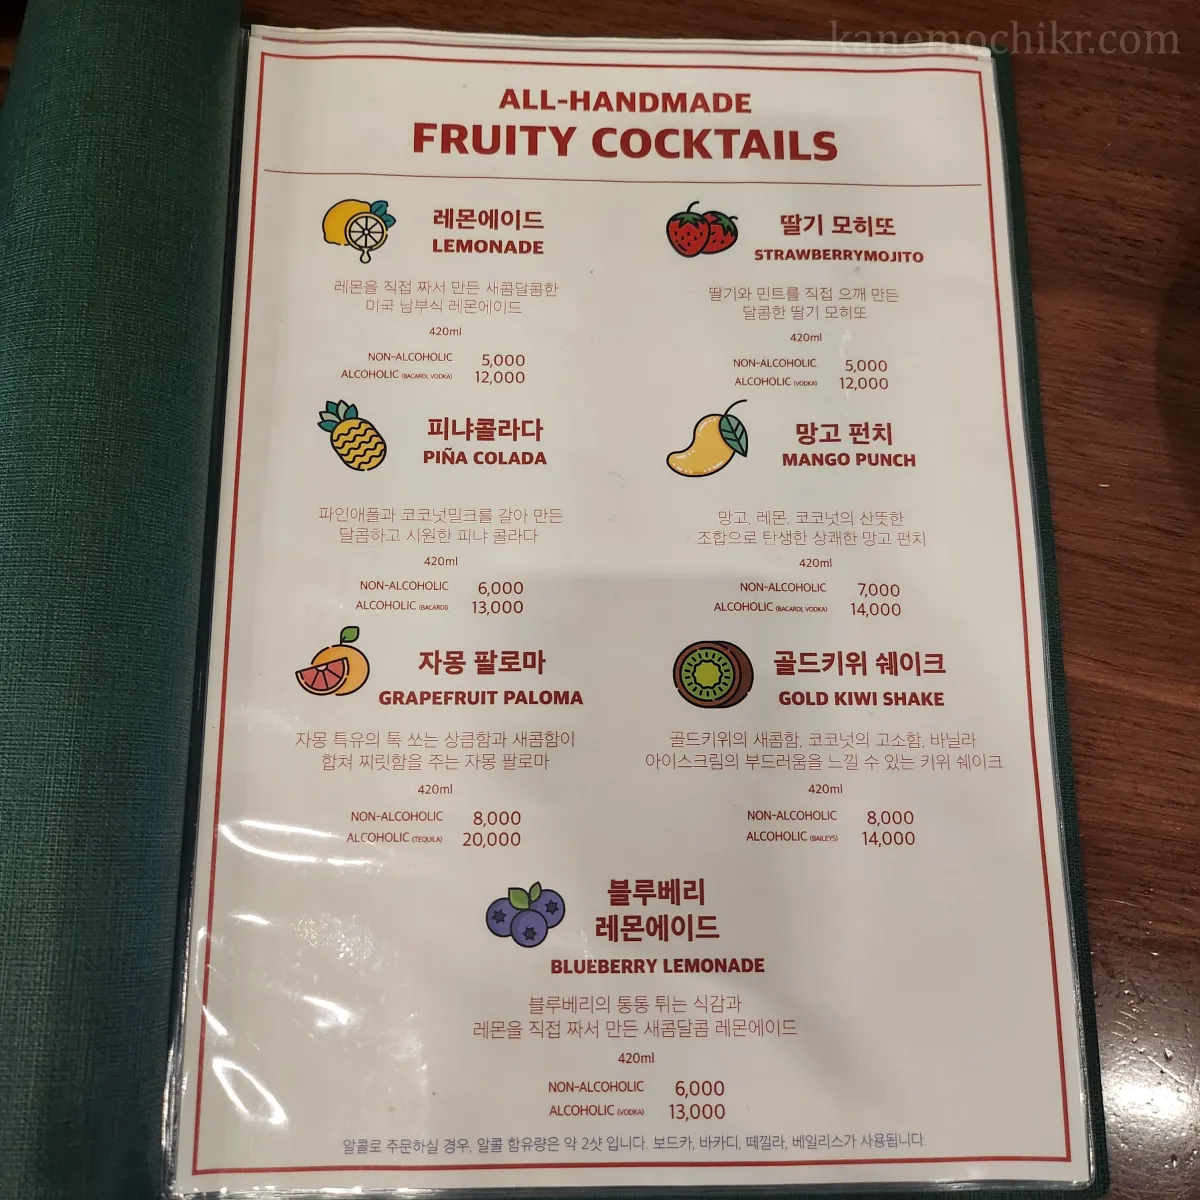 kanemochikr.com
ALL-HANDMADE
FRUITY COCKTAILS
레몬에이드
LEMONADE
레몬을 직접 짜서 만든 새콤달콤한
미국 남부식 레몬에이드
420ml
NON-ALCOHOLIC 5,000
ALCOHOLIC (BACARDI, VODKA) 12,000
딸기 모히또
STRAWBERRYMOJITO
딸기와 민트를 직접 으깨 만든
달콤한 딸기 모히또
420ml
NON-ALCOHOLIC 5,000
ALCOHOLIC (VODKA) 12,000
피냐콜라다
PIÑA COLADA
파인애플과 코코넛밀크를 갈아 만든
달콤하고 시원한 피냐 콜라다
420ml
NON-ALCOHOLIC 6,000
ALCOHOLIC (BACARDI) 13,000
망고 펀치
MANGO PUNCH
망고, 레몬, 코코넛의 산뜻한
조합으로 탄생한 상쾌한 망고 펀치
420ml
NON-ALCOHOLIC 7,000
ALCOHOLIC (BACARDI, VODKA) 14,000
자몽 팔로마
GRAPEFRUIT PALOMA
자몽 특유의 톡 쏘는 상큼함과 새콤함이
합쳐 찌릿함을 주는 자몽 팔로마
420ml
NON-ALCOHOLIC 8,000
ALCOHOLIC (TEQUILA) 20,000
골드키위 쉐이크
GOLD KIWI SHAKE
골드키위의 새콤함, 코코넛의 고소함, 바닐라
아이스크림의 부드러움을 느낄 수 있는 키위 쉐이크
420ml
NON-ALCOHOLIC 8,000
ALCOHOLIC (BAILEYS) 14,000
블루베리
레몬에이드
BLUEBERRY LEMONADE
블루베리의 통통 튀는 식감과
레몬을 직접 짜서 만든 새콤달콤 레몬에이드
420ml
NON-ALCOHOLIC 6,000
ALCOHOLIC (VODKA) 13,000
알콜로 주문하실 경우, 알콜 함유량은 약 2샷 입니다. 보드카, 바카디, 떼낄라, 베일리스가 사용됩니다.